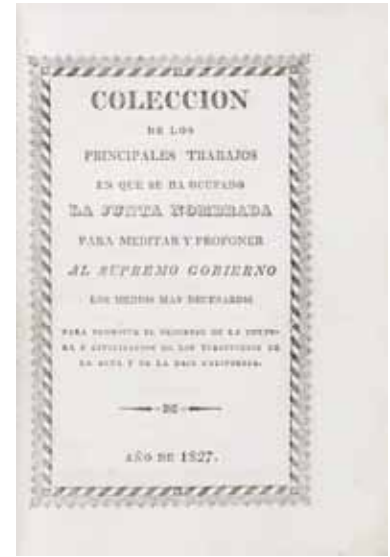 COLECCION
DE LOS
PRINCIPALES TRABAJOS
EN QUE SE HA OCUPADO
LA JUNTA NOMBRADA
PARA MEDITAR Y PROPONER
AL SUPREMO GOBIERNO
LOS MEDIOS MAS NECESARIOS
PARA PROMOVER EL PROGRESO DE LA CULTU-
RA Y CIVILIZACION DE LOS TERRITORIOS DE
LA ALTA Y DE LA BAJA CALIFORNIA.
AÑO DE 1827.